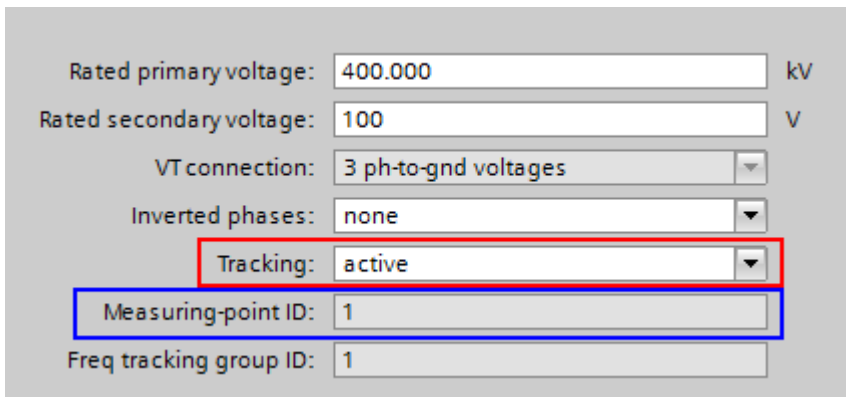 Rated primary voltage: 400.000 kV
Rated secondary voltage: 100 V
VT connection: 3 ph-to-gnd voltages
Inverted phases: none
Tracking: active
Measuring-point ID: 1
Freq tracking group ID: 1